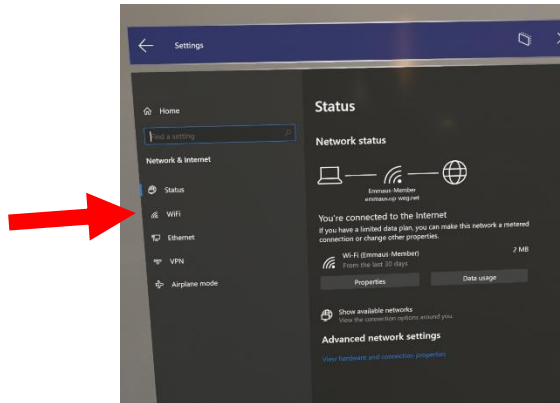 Settings
Home
Find a setting
Network & Internet
Status
WiFi
Ethernet
VPN
Airplane mode
Status
Network status
Emmaus-Member
You're connected to the Internet
If you have a limited data plan, you can make this network a metered
connection or change other properties.
Wi-Fi (Emmaus-Member)
2 MB
From the last 30 days
Properties
Data usage
Show available networks
View the connection options around you.
Advanced network settings
View hardware and connection properties